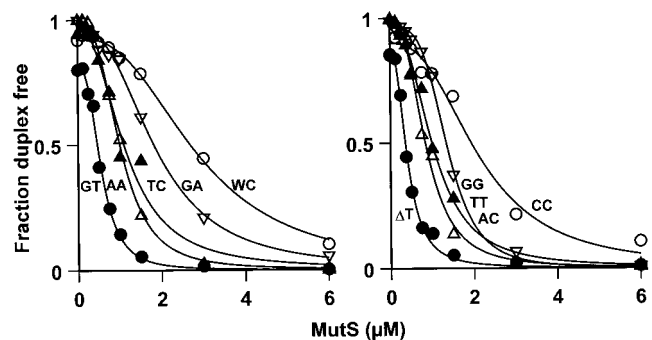 Fraction duplex free
1
0.5
0
GT AA TC GA WC
0 2 4 6
1
0.5
0
ΔT
GG
TT
AC
CC
0 2 4 6
MutS (µM)